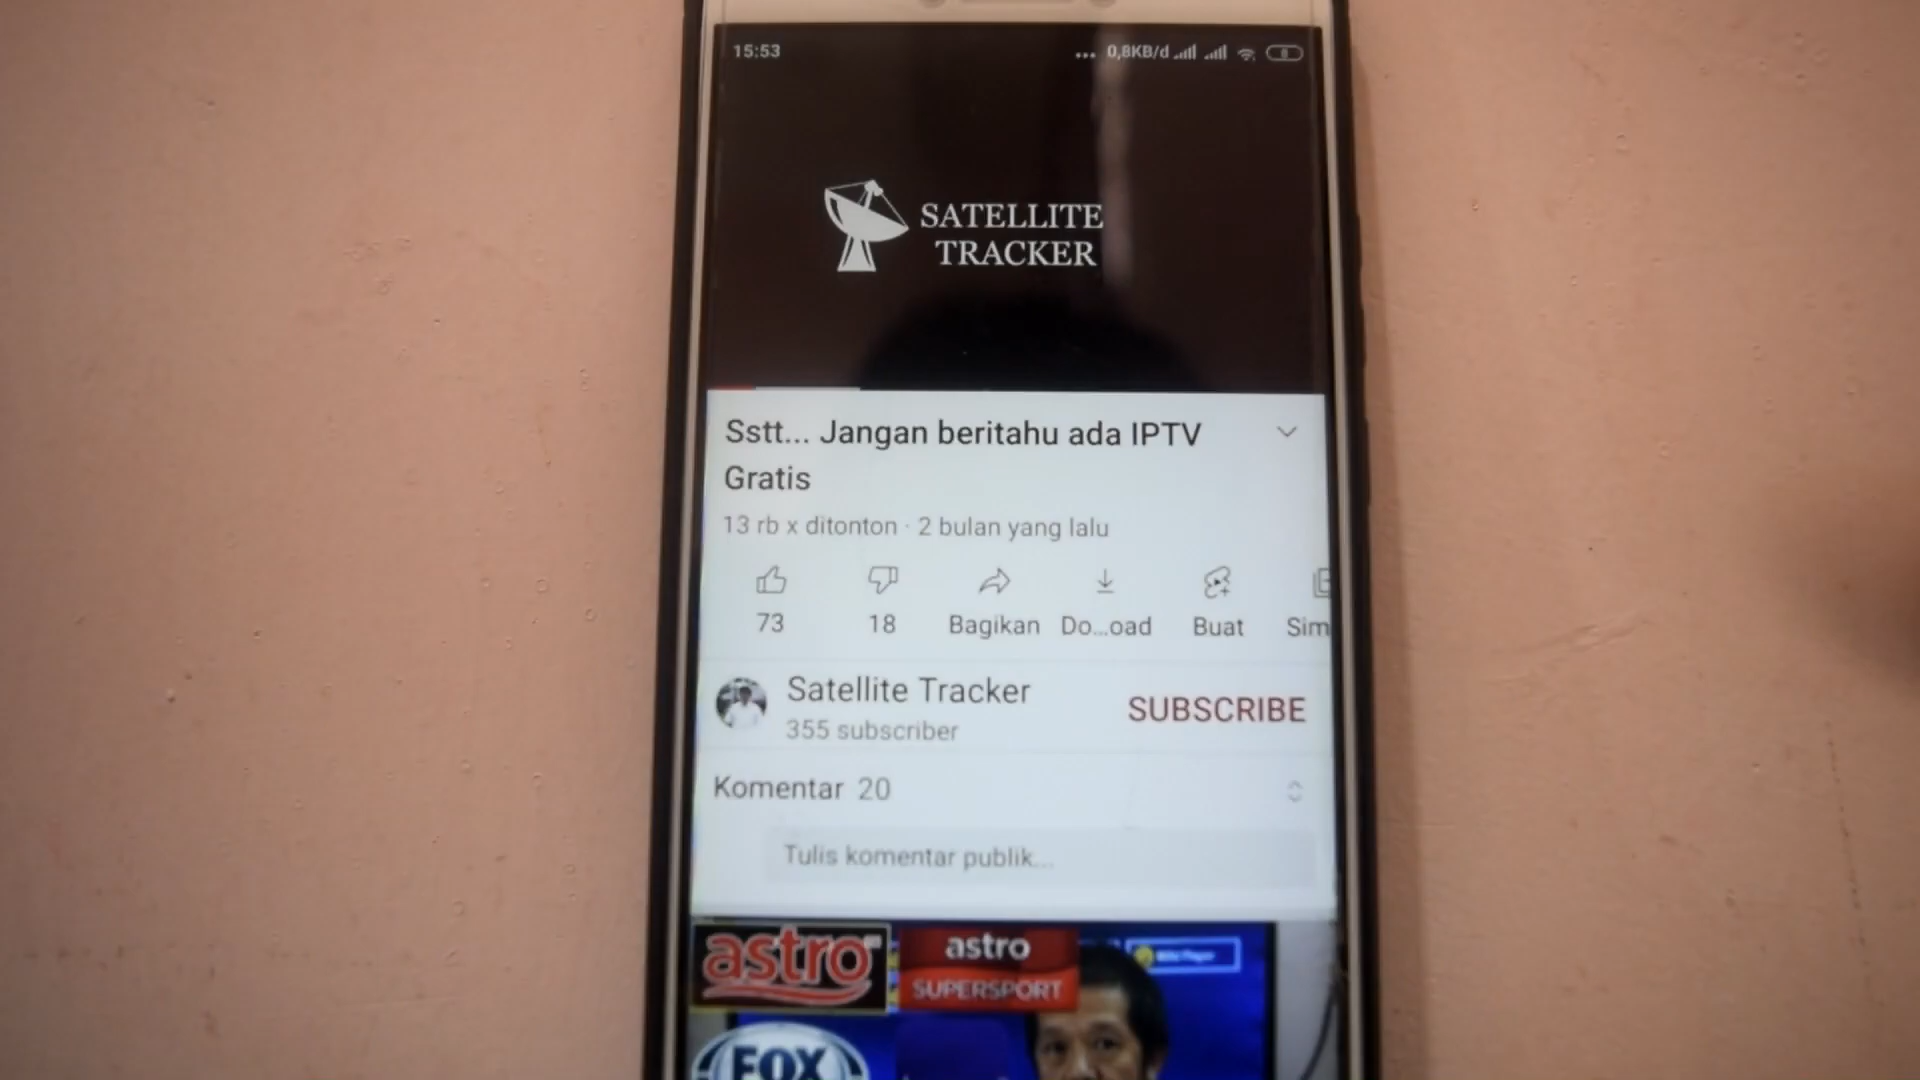 15:53
0,8KB/d
SATELLITE
TRACKER
Sstt... Jangan beritahu ada IPTV
Gratis
13 rb x ditonton · 2 bulan yang lalu
73
18
Bagikan
Do...oad
Buat
Sim
Satellite Tracker
355 subscriber
SUBSCRIBE
Komentar 20
Tulis komentar publik...
astro
astro
SUPERSPORT
FOX